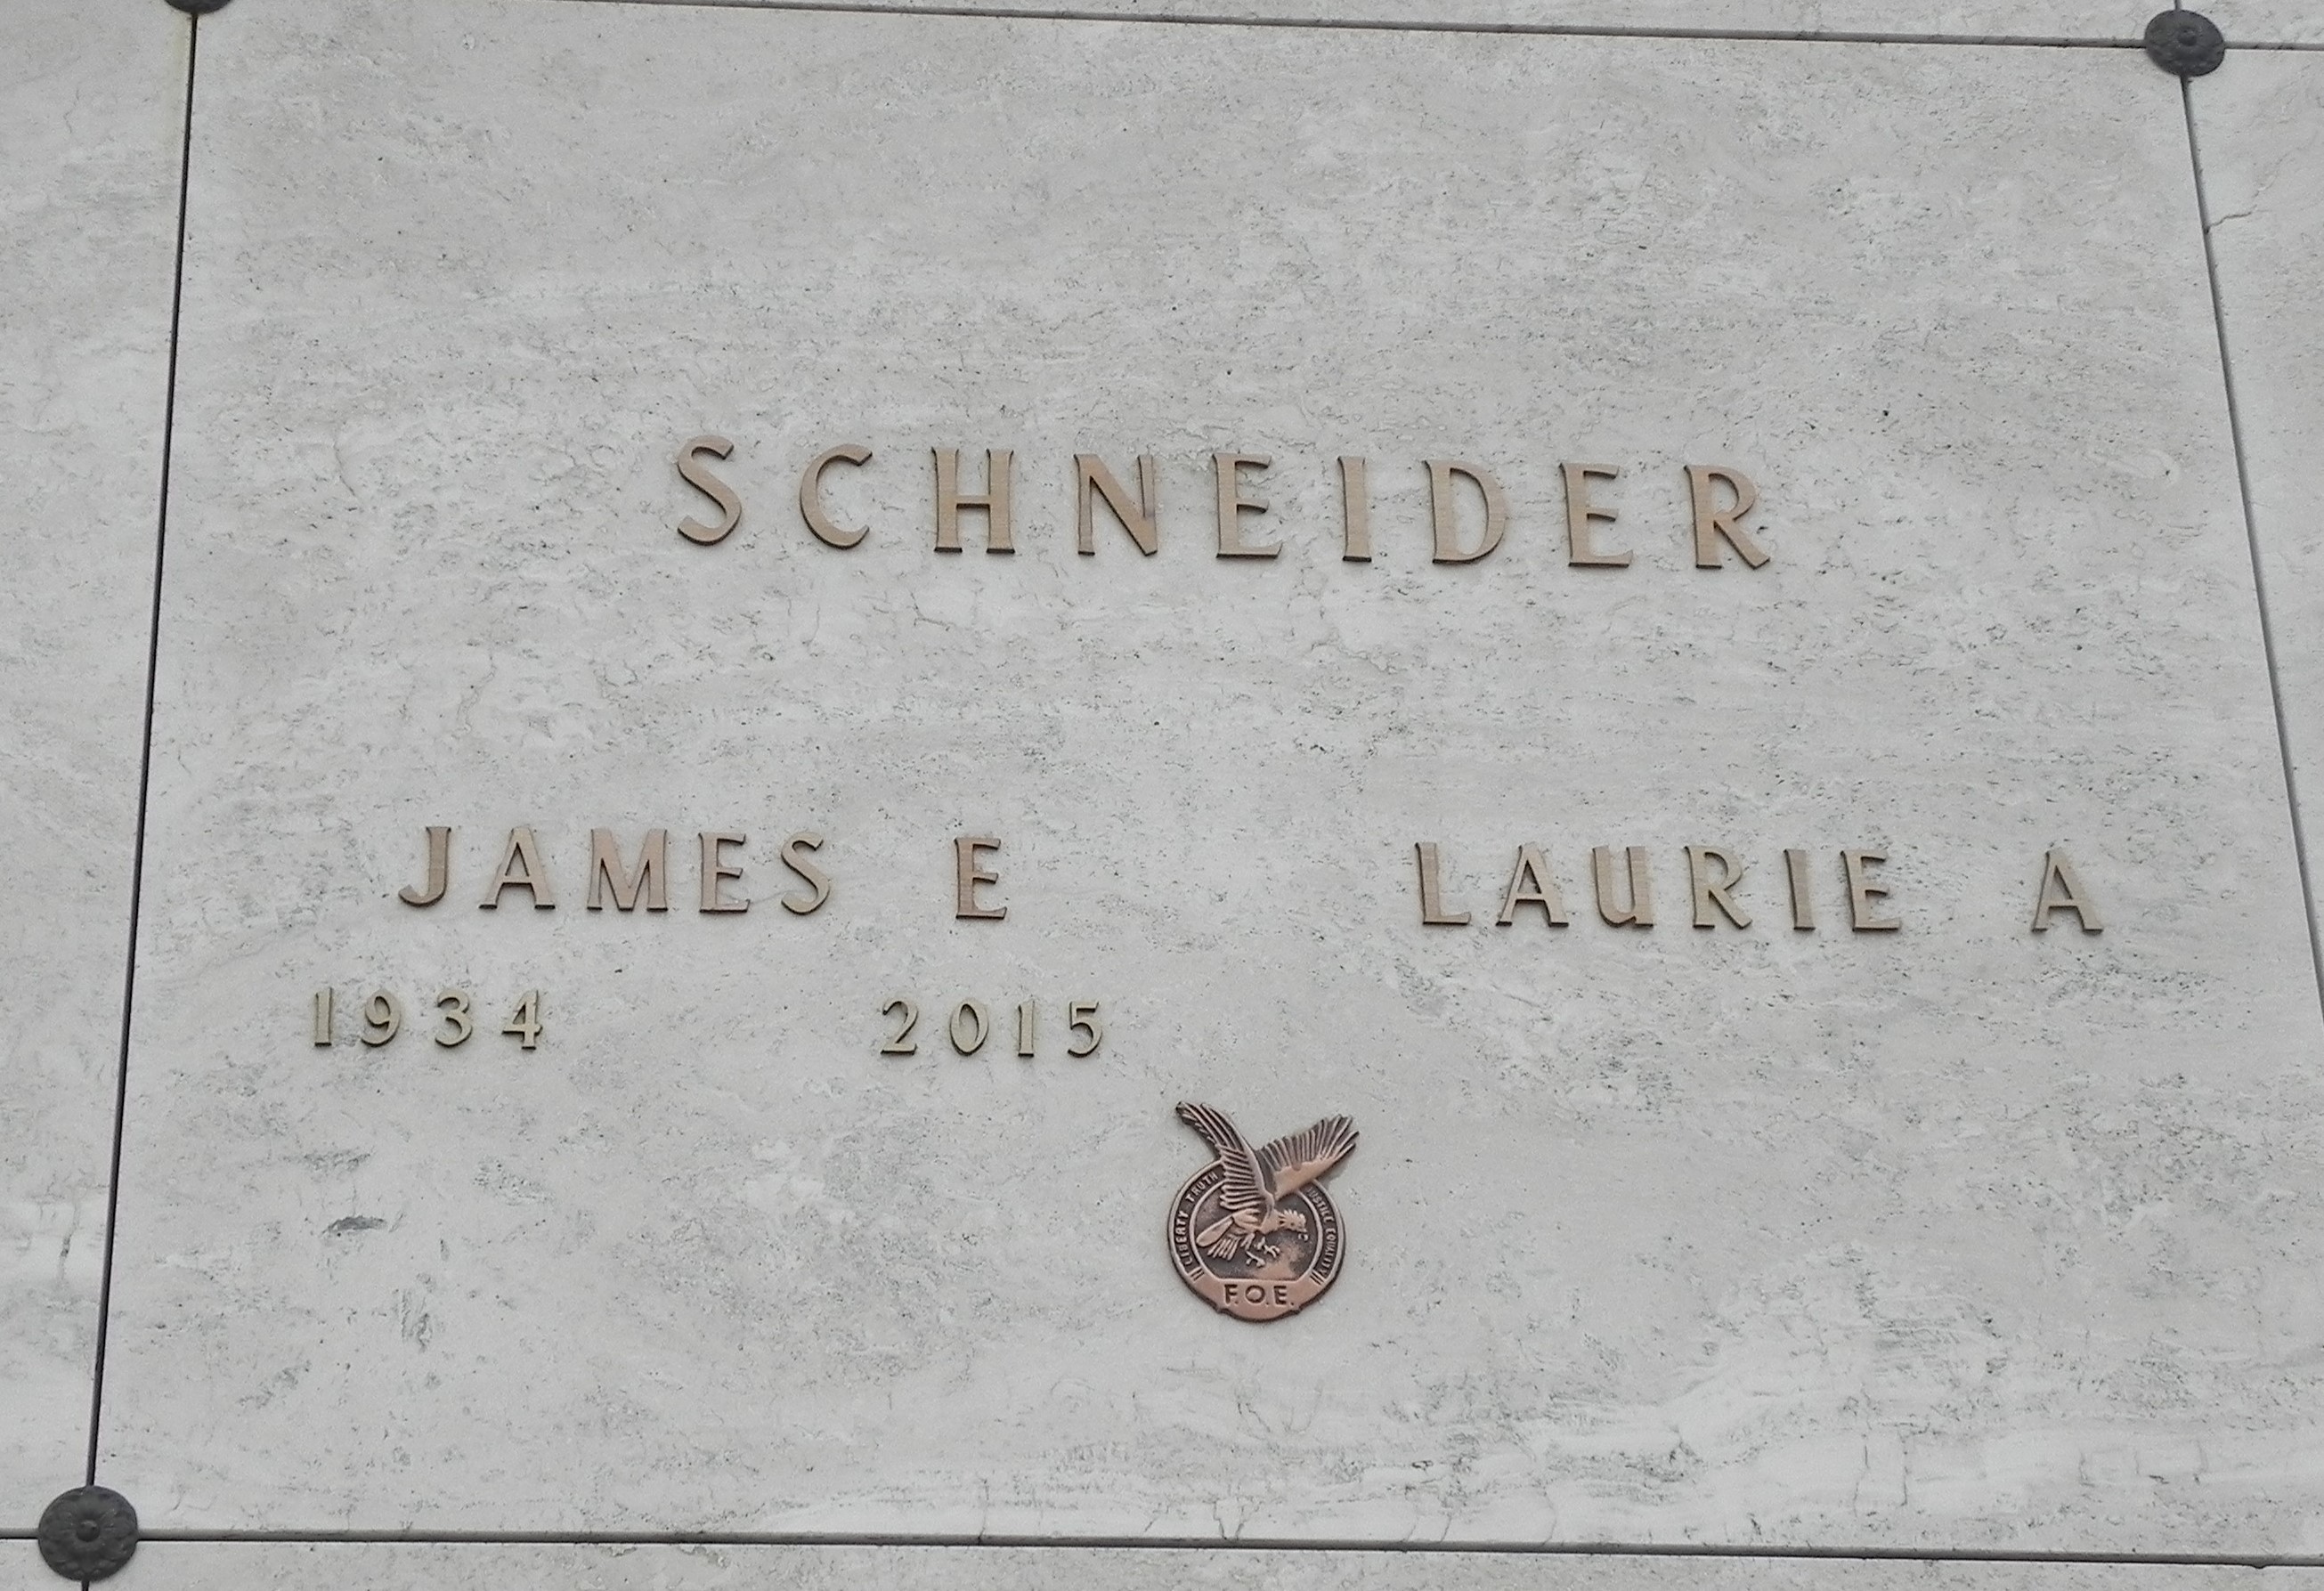 SCHNEIDER
JAMES E LAURIE A
1934 2015
LIBERTY TRUTH JUSTICE EQUALITY
F.O.E.